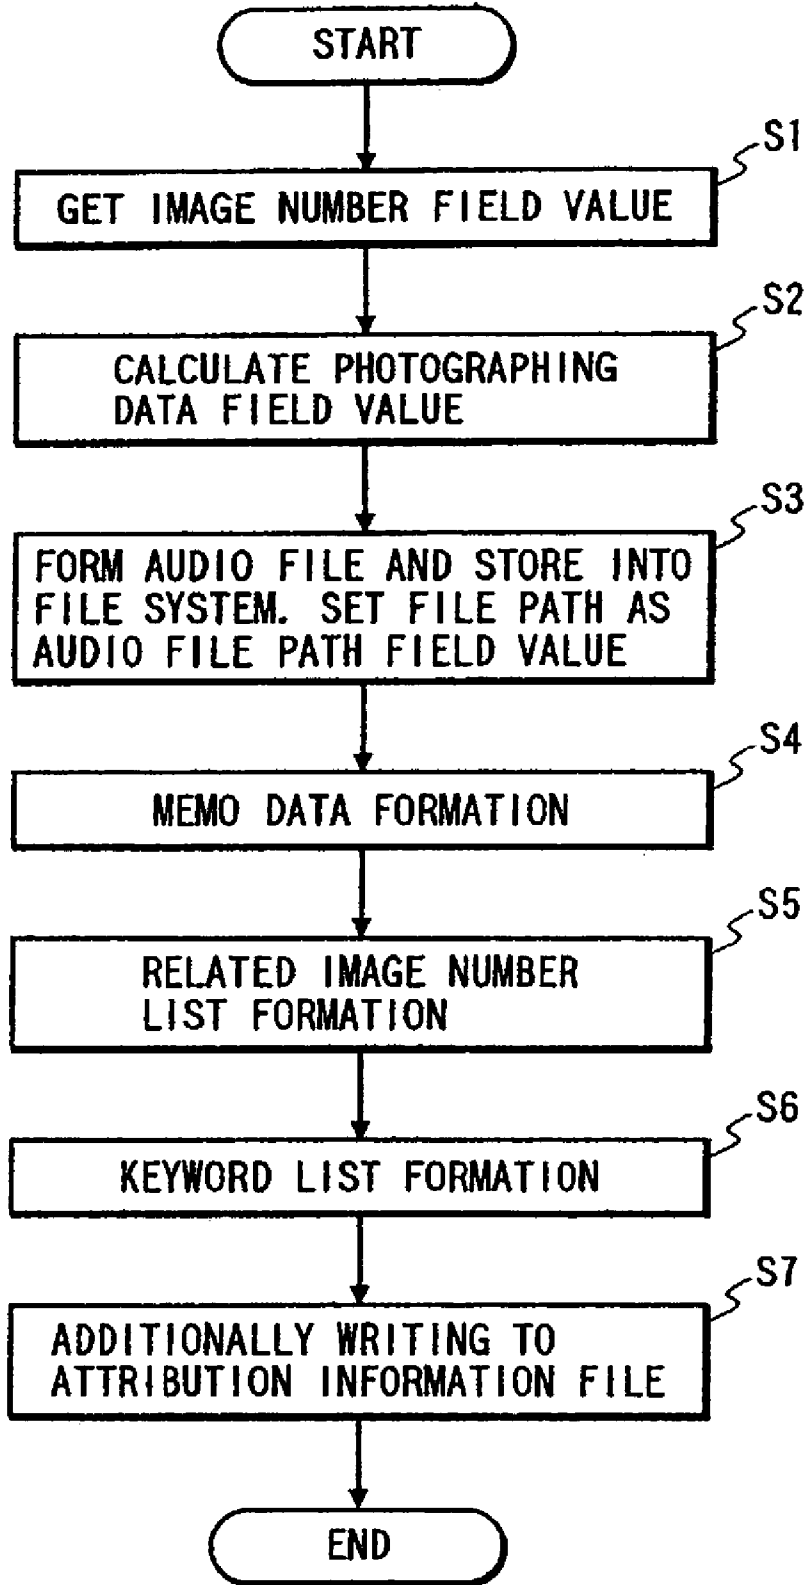 START
S1
GET IMAGE NUMBER FIELD VALUE
S2
CALCULATE PHOTOGRAPHING
DATA FIELD VALUE
S3
FORM AUDIO FILE AND STORE INTO
FILE SYSTEM. SET FILE PATH AS
AUDIO FILE PATH FIELD VALUE
S4
MEMO DATA FORMATION
S5
RELATED IMAGE NUMBER
LIST FORMATION
S6
KEYWORD LIST FORMATION
S7
ADDITIONALLY WRITING TO
ATTRIBUTION INFORMATION FILE
END